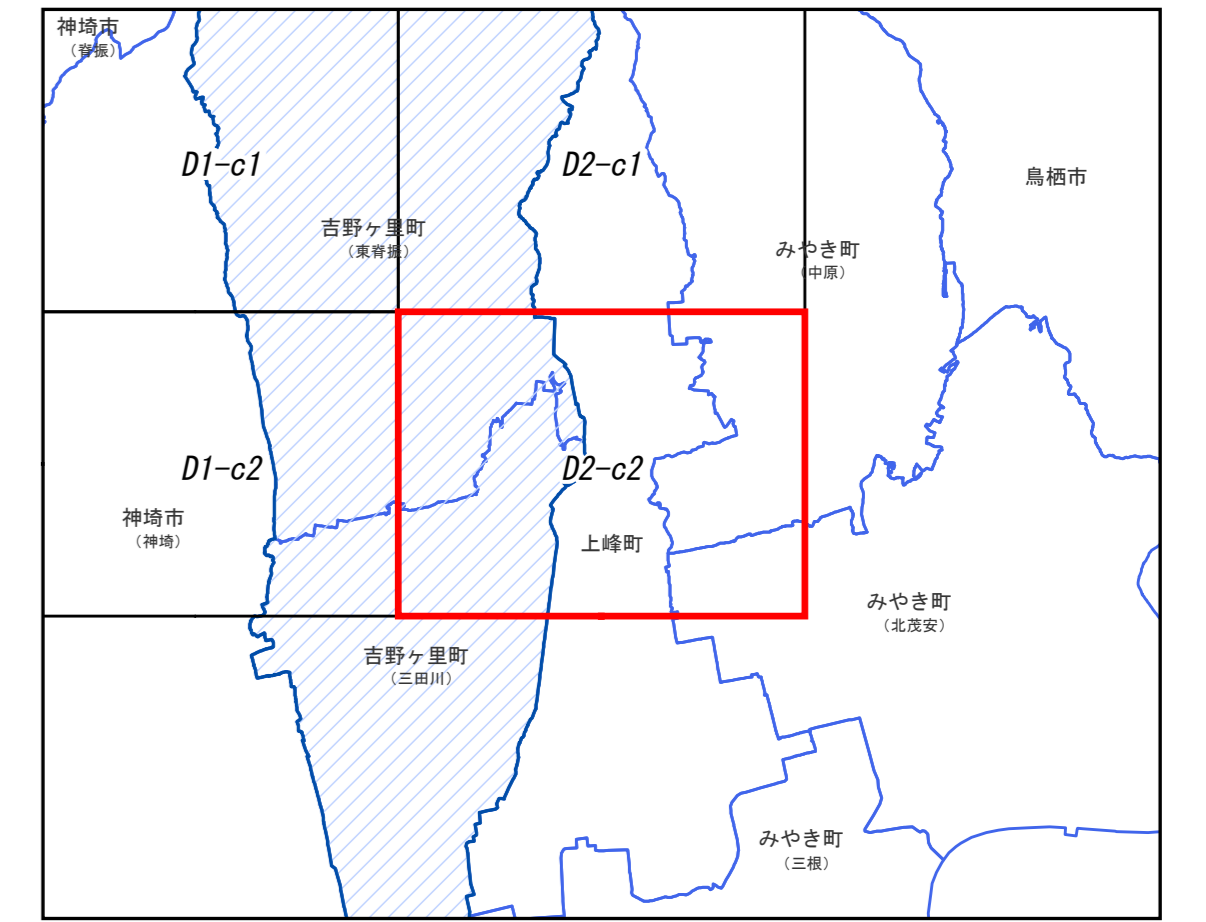 神埼市
（脊振）
D1-c1
D2-c1
鳥栖市
吉野ヶ里町
（東脊振）
みやき町
（中原）
D1-c2
D2-c2
神埼市
（神埼）
上峰町
みやき町
（北茂安）
吉野ヶ里町
（三田川）
みやき町
（三根）